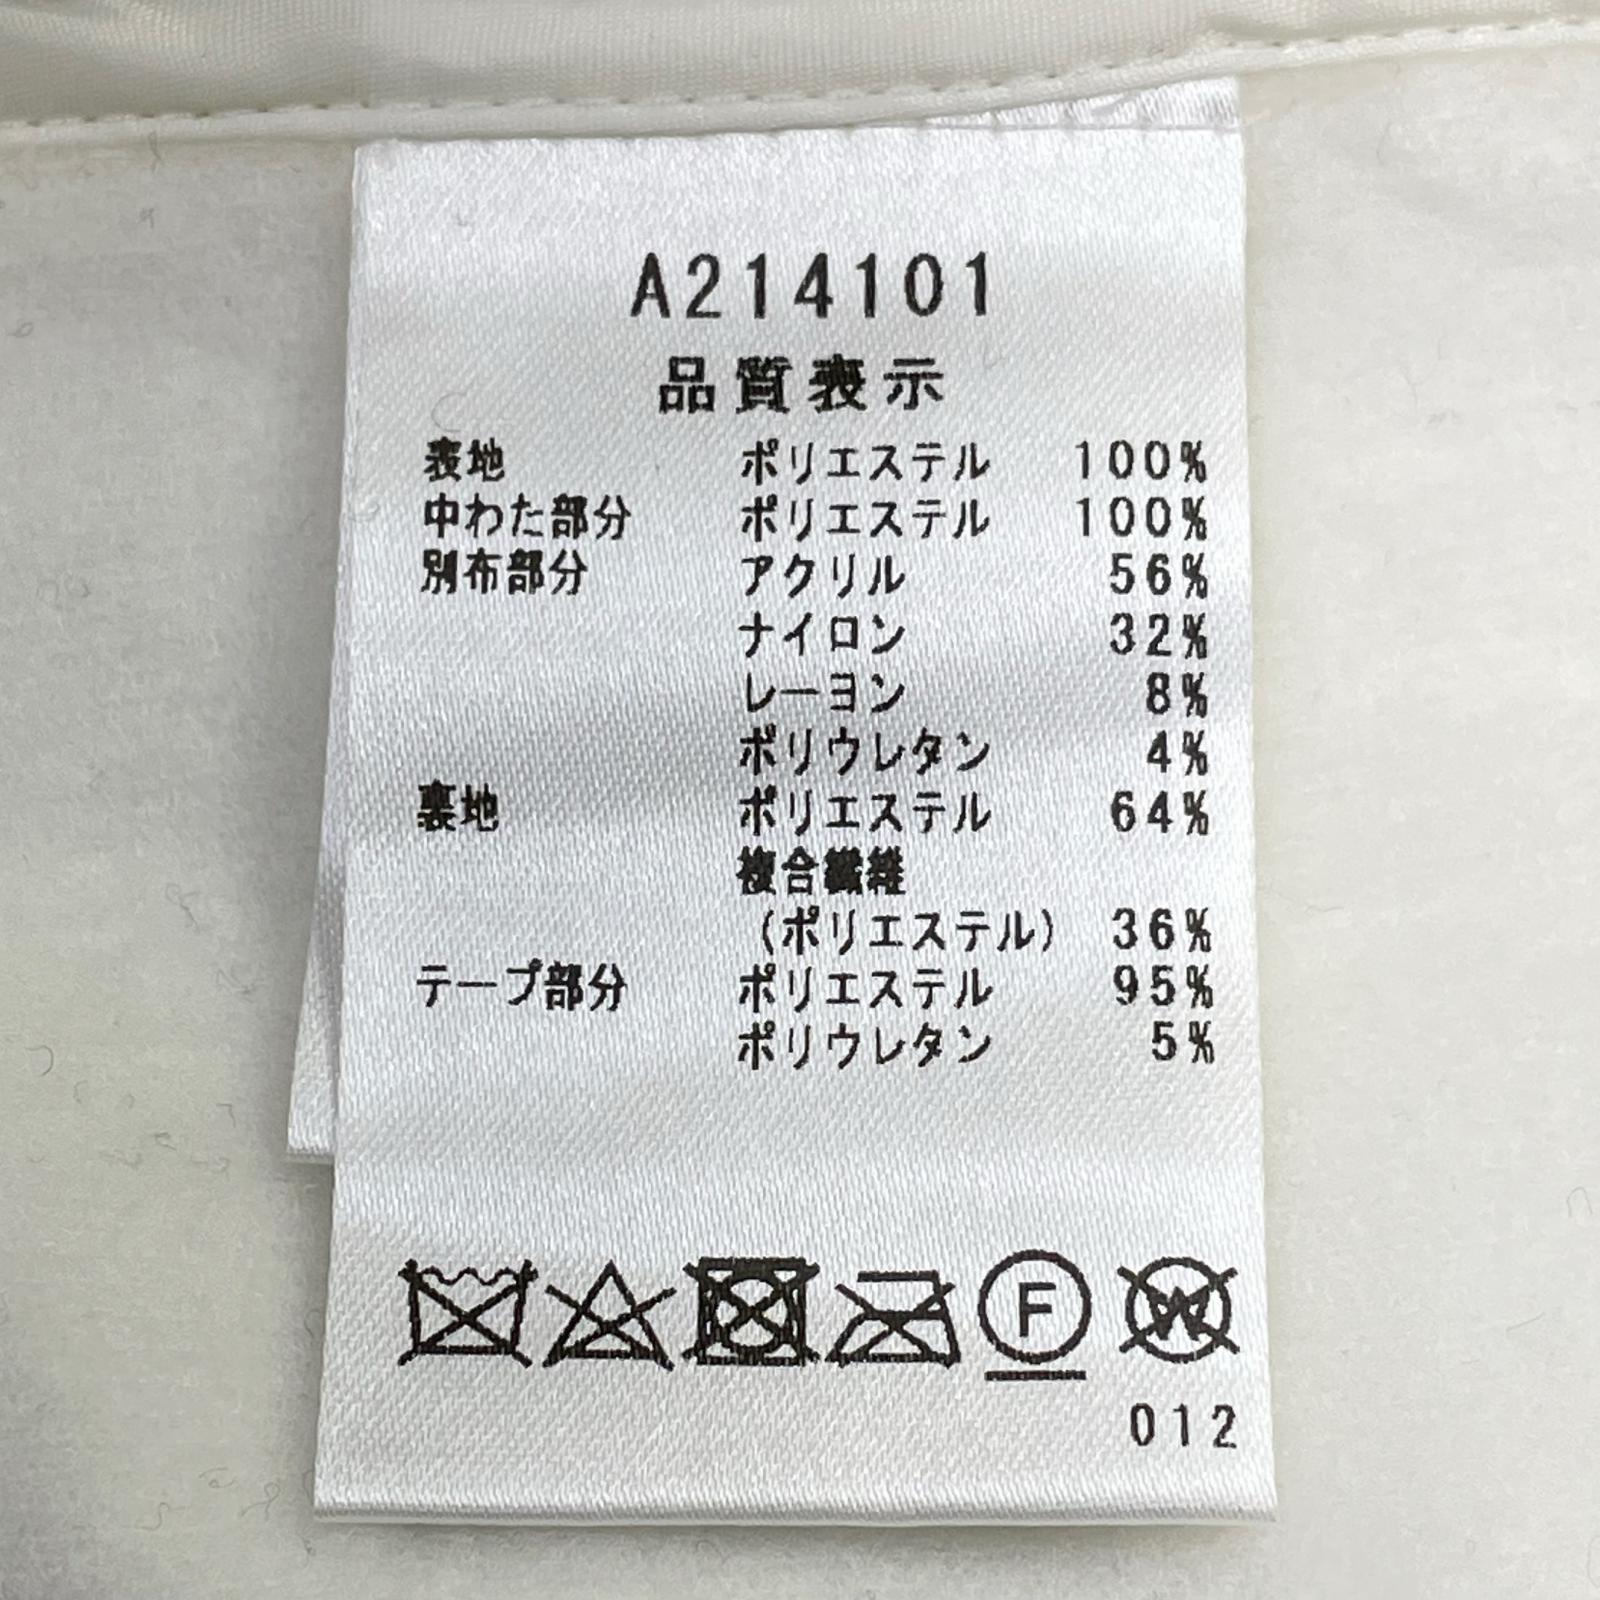 A214101
品質表示
表地 ポリエステル 100%
中わた部分 ポリエステル 100%
別布部分 アクリル 56%
ナイロン 32%
レーヨン 8%
ポリウレタン 4%
裏地 ポリエステル 64%
複合繊維
(ポリエステル) 36%
テープ部分 ポリエステル 95%
ポリウレタン 5%
F W
012